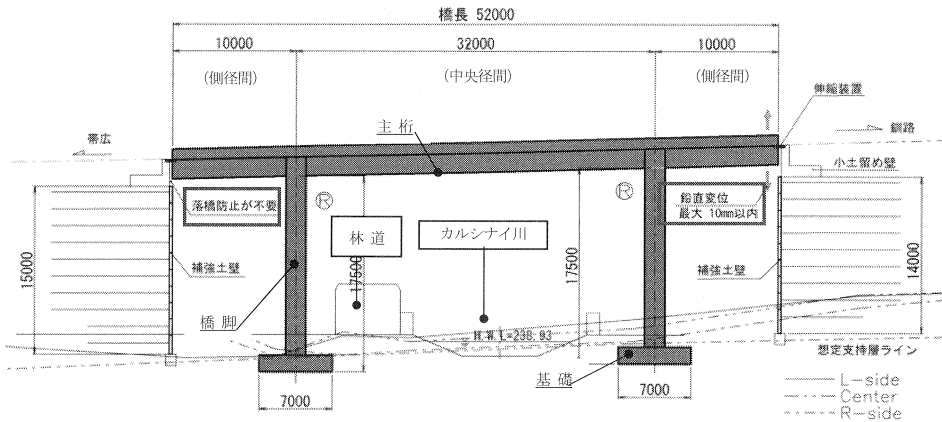 橋長 52000
10000
32000
10000
(側径間)
(中央径間)
(側径間)
伸縮装置
主桁
帯広
釧路
小土留め壁
落橋防止が不要
R
R
鉛直変位
最大 10mm以内
林道
カルシナイ川
15000
補強土壁
17500
17500
補強土壁
14000
橋脚
H.W.L=238.93
想定支持層ライン
基礎
7000
7000
L-side
Center
R-side